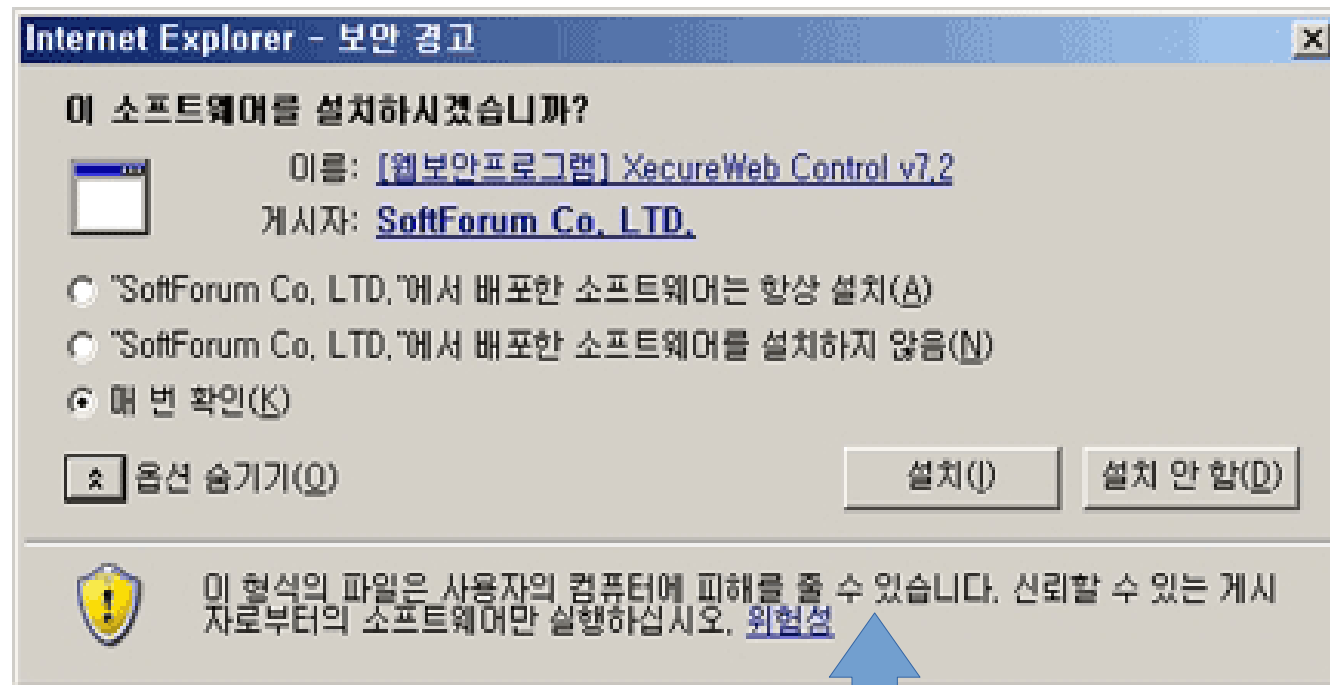 Internet Explorer - 보안 경고
이 소프트웨어를 설치하시겠습니까?
이름: [웹보안프로그램] XecureWeb Control v7.2
게시자: SoftForum Co. LTD.
"SoftForum Co. LTD."에서 배포한 소프트웨어는 항상 설치(A)
"SoftForum Co. LTD."에서 배포한 소프트웨어를 설치하지 않음(N)
매 번 확인(K)
옵션 숨기기(O) 설치(I) 설치 안 함(D)
이 형식의 파일은 사용자의 컴퓨터에 피해를 줄 수 있습니다. 신뢰할 수 있는 게시
자로부터의 소프트웨어만 실행하십시오. 위험성